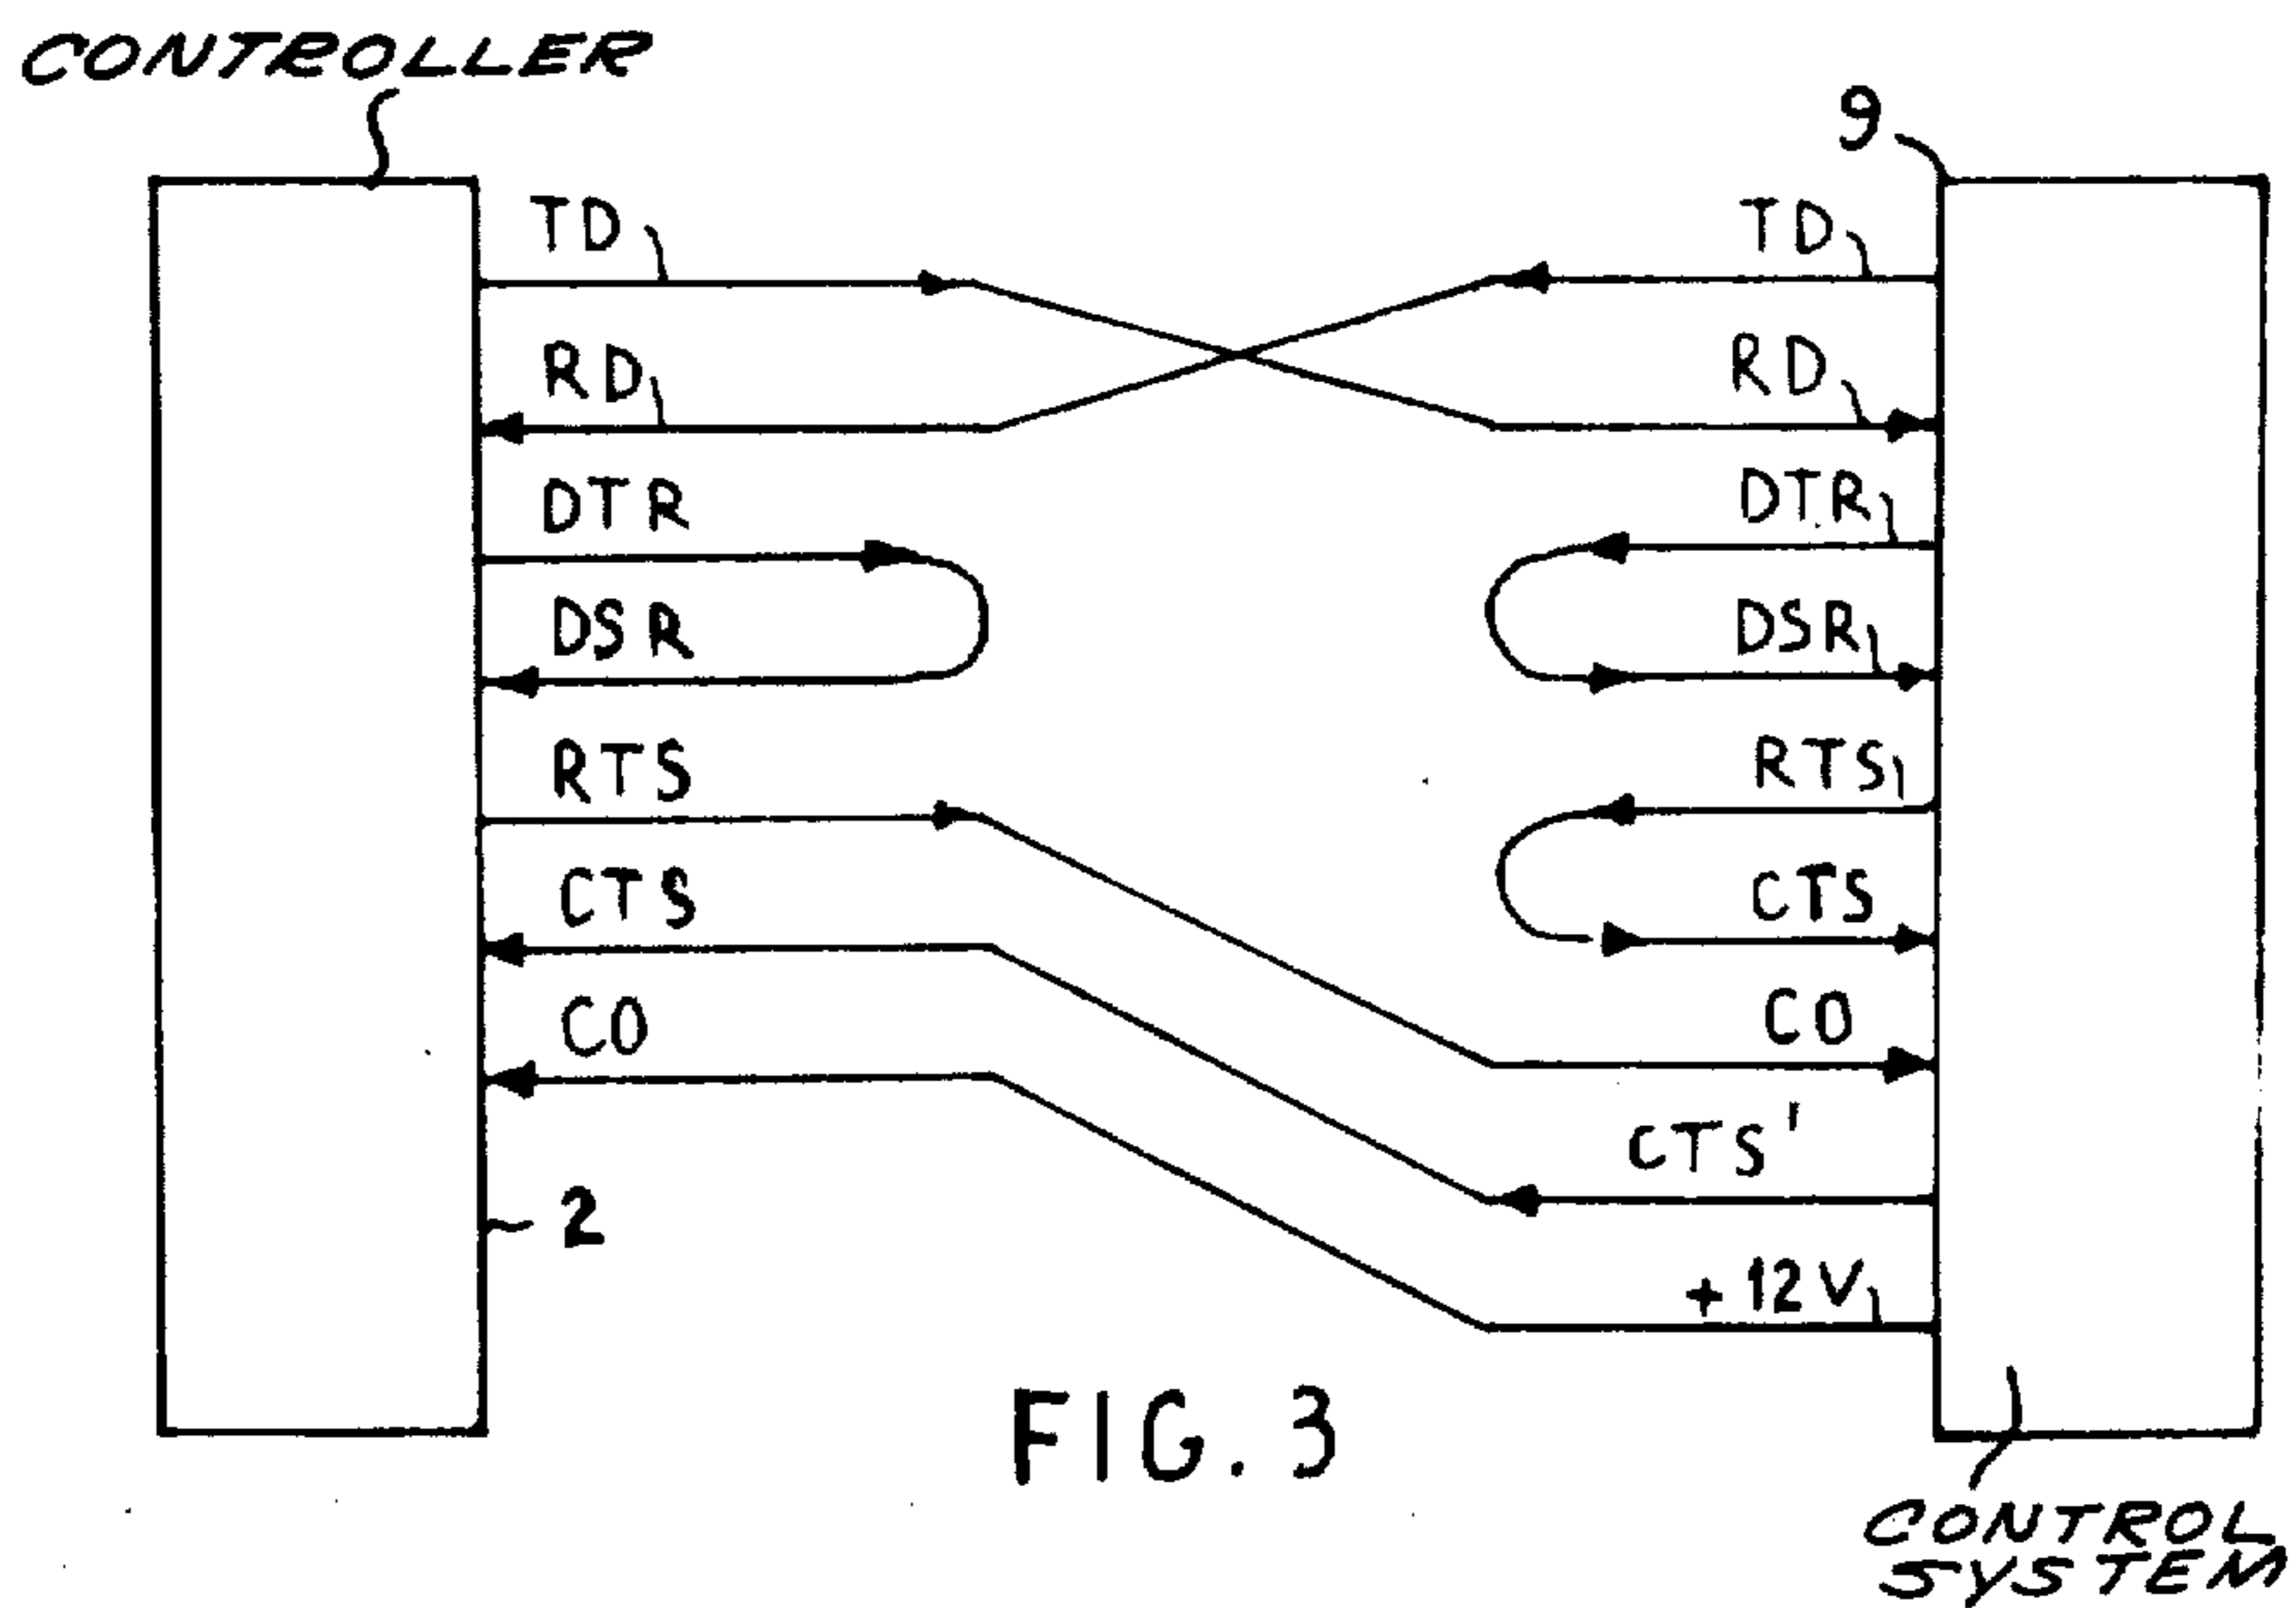 CONTROLLER
9
TD
TD
RD
RD
DTR
DTR
DSR
DSR
RTS
RTS
CTS
CTS
CO
CO
CTS'
2
+12V
FIG. 3
CONTROL
SYSTEM